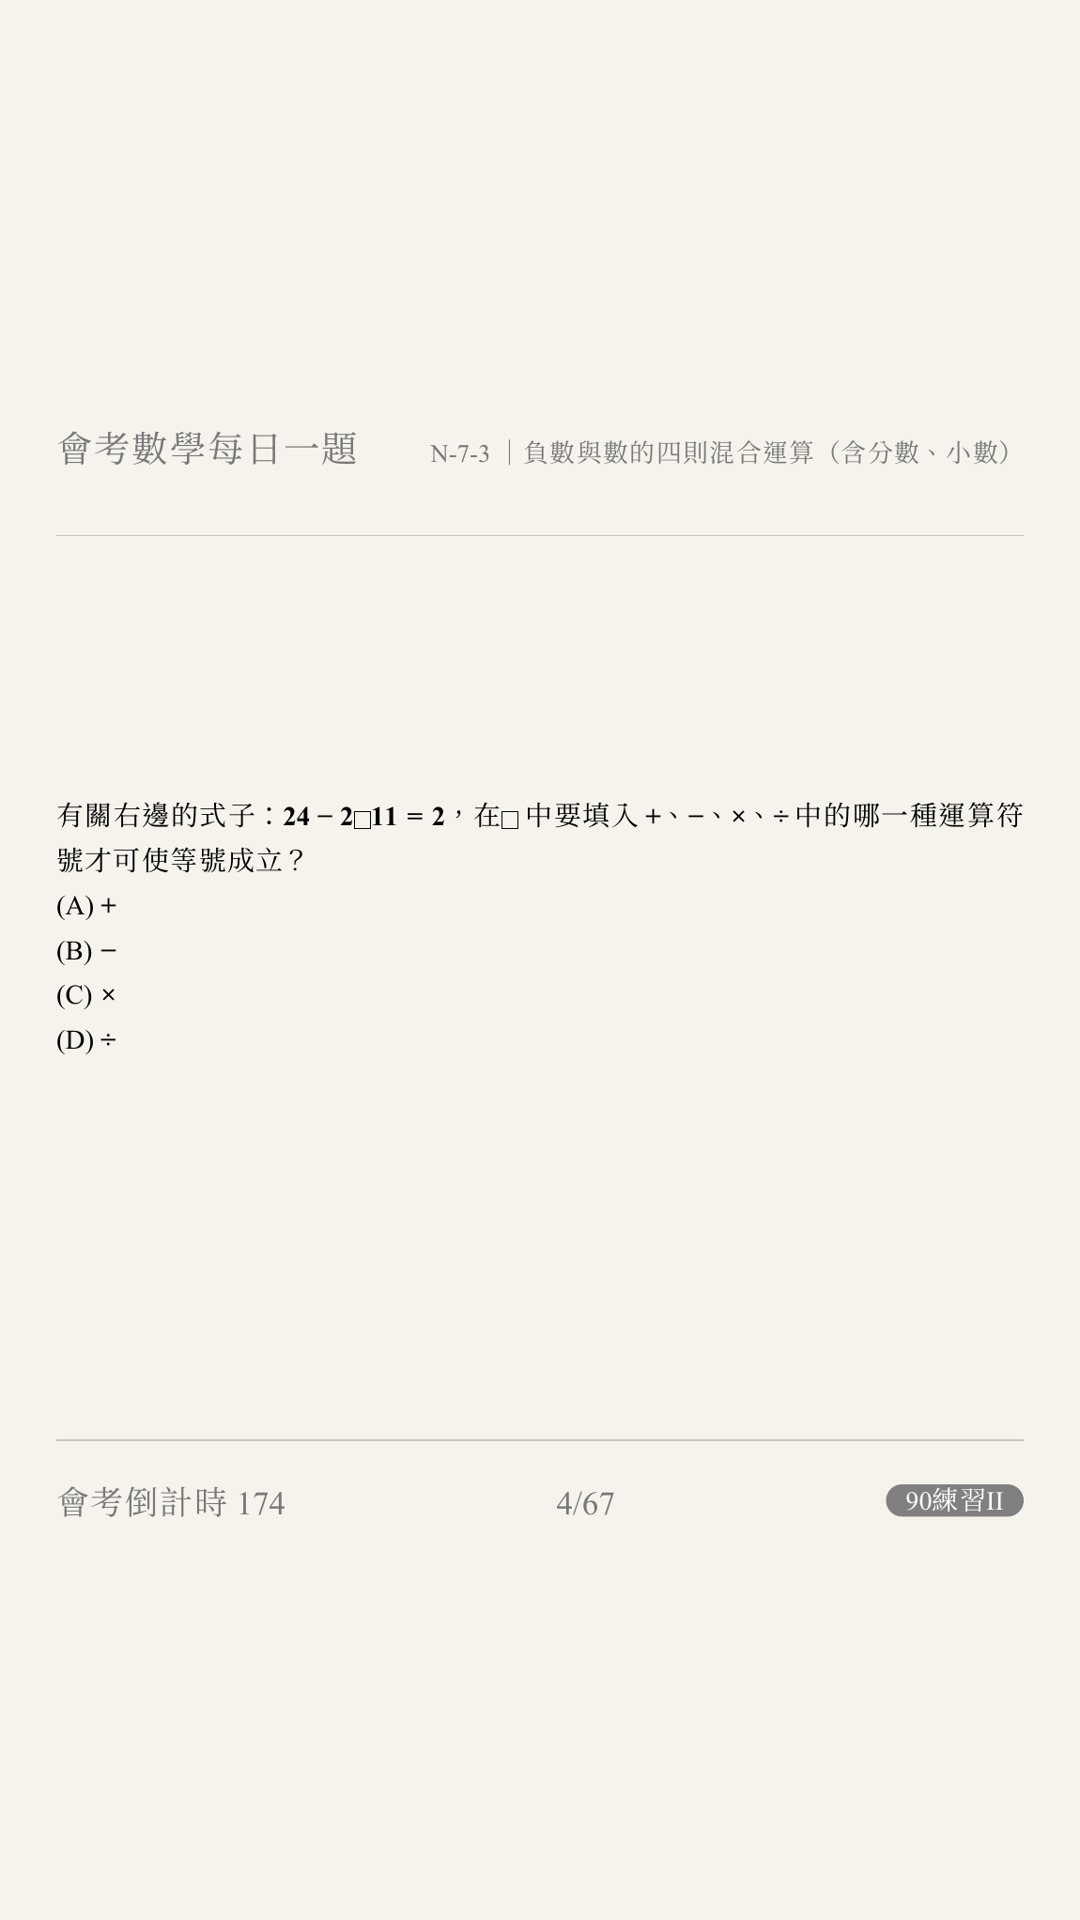 會考數學每日一題
N-7-3｜負數與數的四則混合運算（含分數、小數）
有關右邊的式子：24 − 2□11 = 2，在□ 中要填入 +、−、×、÷ 中的哪一種運算符
號才可使等號成立？
(A) +
(B) −
(C) ×
(D) ÷
會考倒計時 174
4/67
90練習II